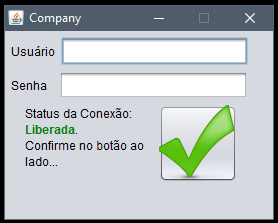 Company
Usuário
Senha
Status da Conexão:
Liberada.
Confirme no botão ao
lado...